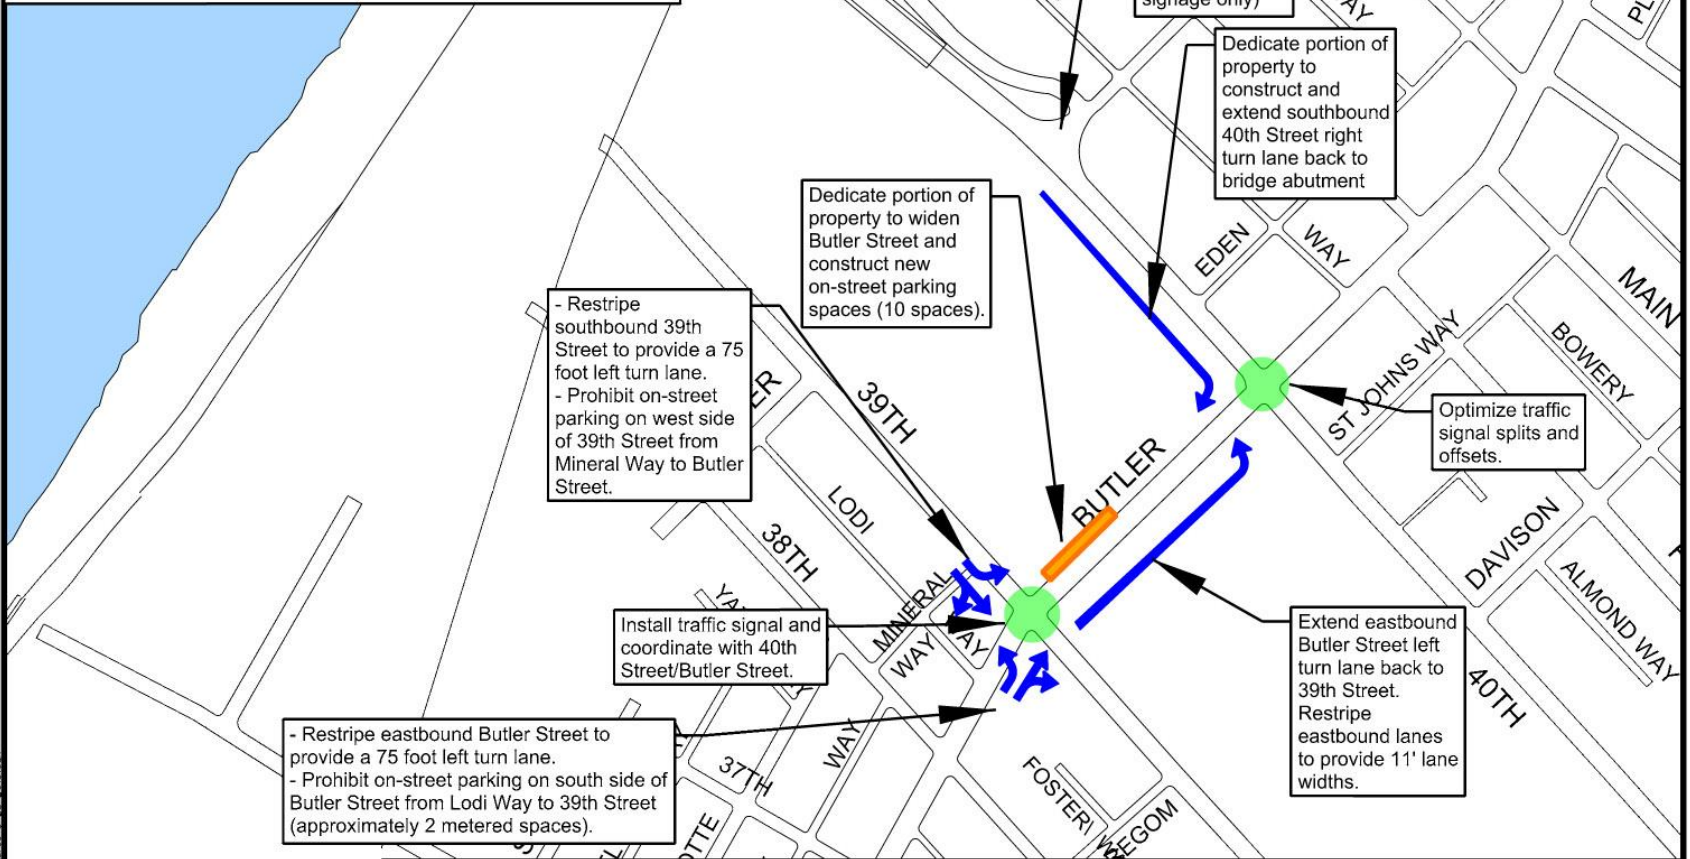 signage only)
Dedicate portion of
property to
construct and
extend southbound
40th Street right
turn lane back to
bridge abutment
Dedicate portion of
property to widen
Butler Street and
construct new
on-street parking
spaces (10 spaces).
- Restripe
southbound 39th
Street to provide a 75
foot left turn lane.
- Prohibit on-street
parking on west side
of 39th Street from
Mineral Way to Butler
Street.
EDEN
WAY
MAIN
BOWERY
ST JOHNS WAY
Optimize traffic
signal splits and
offsets.
39TH
BUTLER
LODI
38TH
DAVISON
ALMOND WAY
MINERAL
WAY
Install traffic signal and
coordinate with 40th
Street/Butler Street.
Extend eastbound
Butler Street left
turn lane back to
39th Street.
Restripe
eastbound lanes
to provide 11' lane
widths.
40TH
- Restripe eastbound Butler Street to
provide a 75 foot left turn lane.
- Prohibit on-street parking on south side of
Butler Street from Lodi Way to 39th Street
(approximately 2 metered spaces).
WAY
37TH